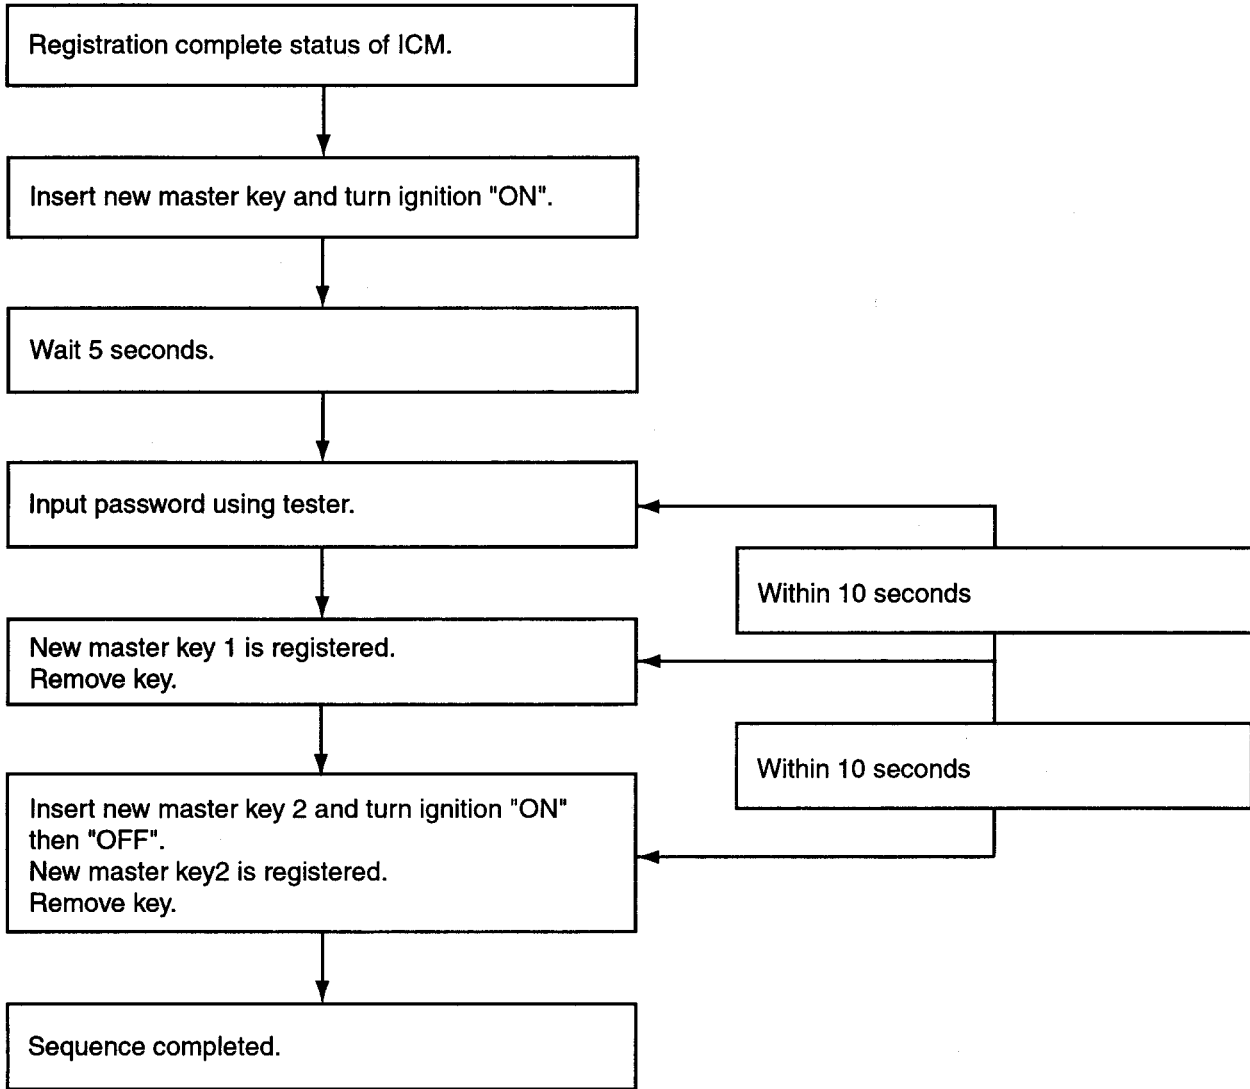 Registration complete status of ICM.
Insert new master key and turn ignition "ON".
Wait 5 seconds.
Input password using tester.
Within 10 seconds
New master key 1 is registered.
Remove key.
Within 10 seconds
Insert new master key 2 and turn ignition "ON"
then "OFF".
New master key2 is registered.
Remove key.
Sequence completed.